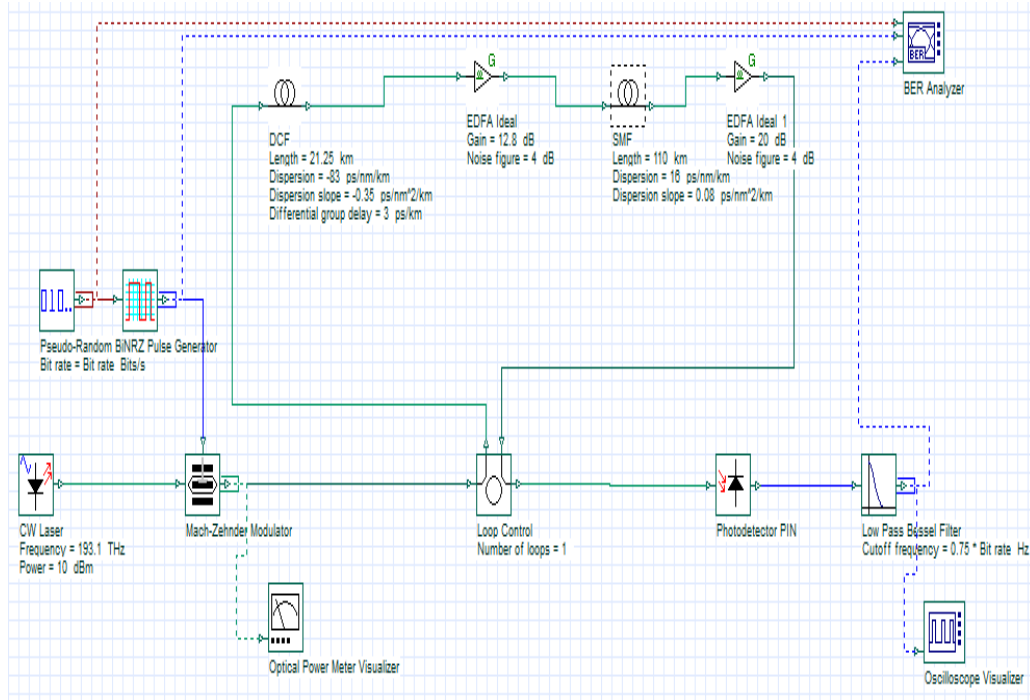 BER
BER Analyzer
G
G
DCF
Length = 21.25 km
Dispersion = -83 ps/nm/km
Dispersion slope = -0.35 ps/nm^2/km
Differential group delay = 3 ps/km
EDFA Ideal
Gain = 12.8 dB
Noise figure = 4 dB
SMF
Length = 110 km
Dispersion = 16 ps/nm/km
Dispersion slope = 0.08 ps/nm^2/km
EDFA Ideal 1
Gain = 20 dB
Noise figure = 4 dB
010..
Pseudo-Random Bi
NRZ Pulse Generator
Bit rate = Bit rate Bits/s
CW Laser
Frequency = 193.1 THz
Power = 10 dBm
Mach-Zehnder Modulator
Loop Control
Number of loops = 1
Photodetector PIN
Low Pass Bessel Filter
Cutoff frequency = 0.75 * Bit rate Hz
Optical Power Meter Visualizer
Oscilloscope Visualizer